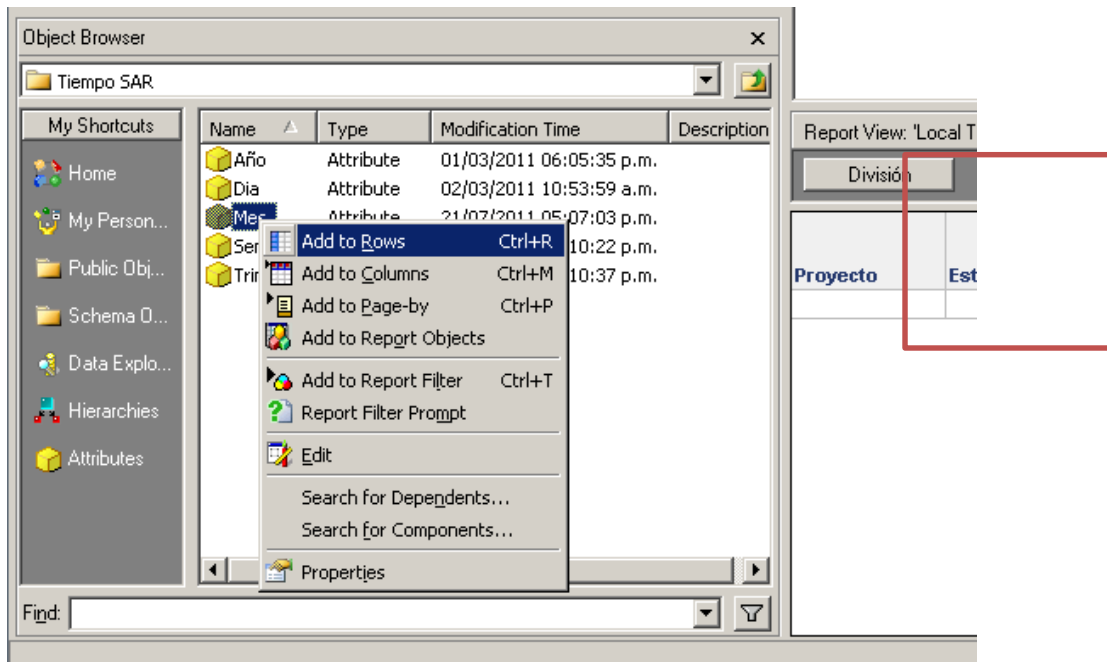 Object Browser
Tiempo SAR
My Shortcuts
Home
My Person...
Public Obj...
Schema O...
Data Explo...
Hierarchies
Attributes
Name Type Modification Time Description
Año Attribute 01/03/2011 06:05:35 p.m.
Dia Attribute 02/03/2011 10:53:59 a.m.
Mes Attribute 21/07/2011 05:07:03 p.m.
10:22 p.m.
10:37 p.m.
Add to Rows Ctrl+R
Add to Columns Ctrl+M
Add to Page-by Ctrl+P
Add to Report Objects
Add to Report Filter Ctrl+T
Report Filter Prompt
Edit
Search for Dependents...
Search for Components...
Properties
Find:
Report View: 'Local T
División
Proyecto Est